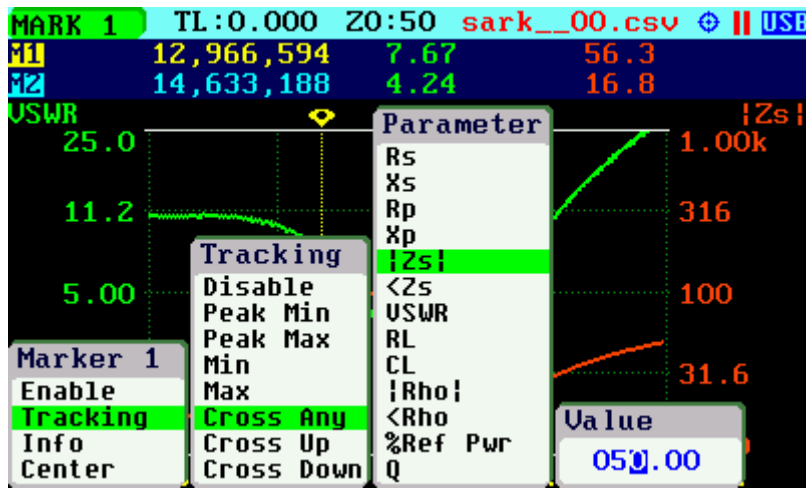 MARK 1 TL:0.000 Z0:50 sark__00.csv USB
M1 12,966,594 7.67 56.3
M2 14,633,188 4.24 16.8
VSWR |Zs|
25.0 1.00k
11.2 316
5.00 100
31.6
Marker 1
Enable
Tracking
Info
Center
Tracking
Disable
Peak Min
Peak Max
Min
Max
Cross Any
Cross Up
Cross Down
Parameter
Rs
Xs
Rp
Xp
|Zs|
<Zs
VSWR
RL
CL
|Rho|
<Rho
%Ref Pwr
Q
Value
050.00